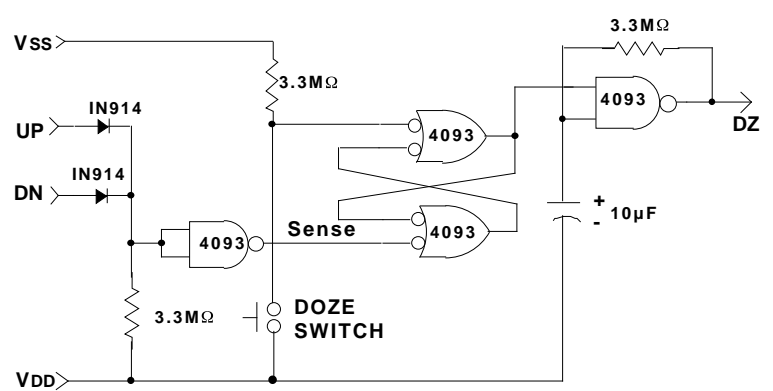 VSS
3.3MΩ
3.3MΩ
IN914
UP
IN914
DN
4093
4093
4093
4093
Sense
DZ
+
-
10µF
3.3MΩ
DOZE
SWITCH
VDD